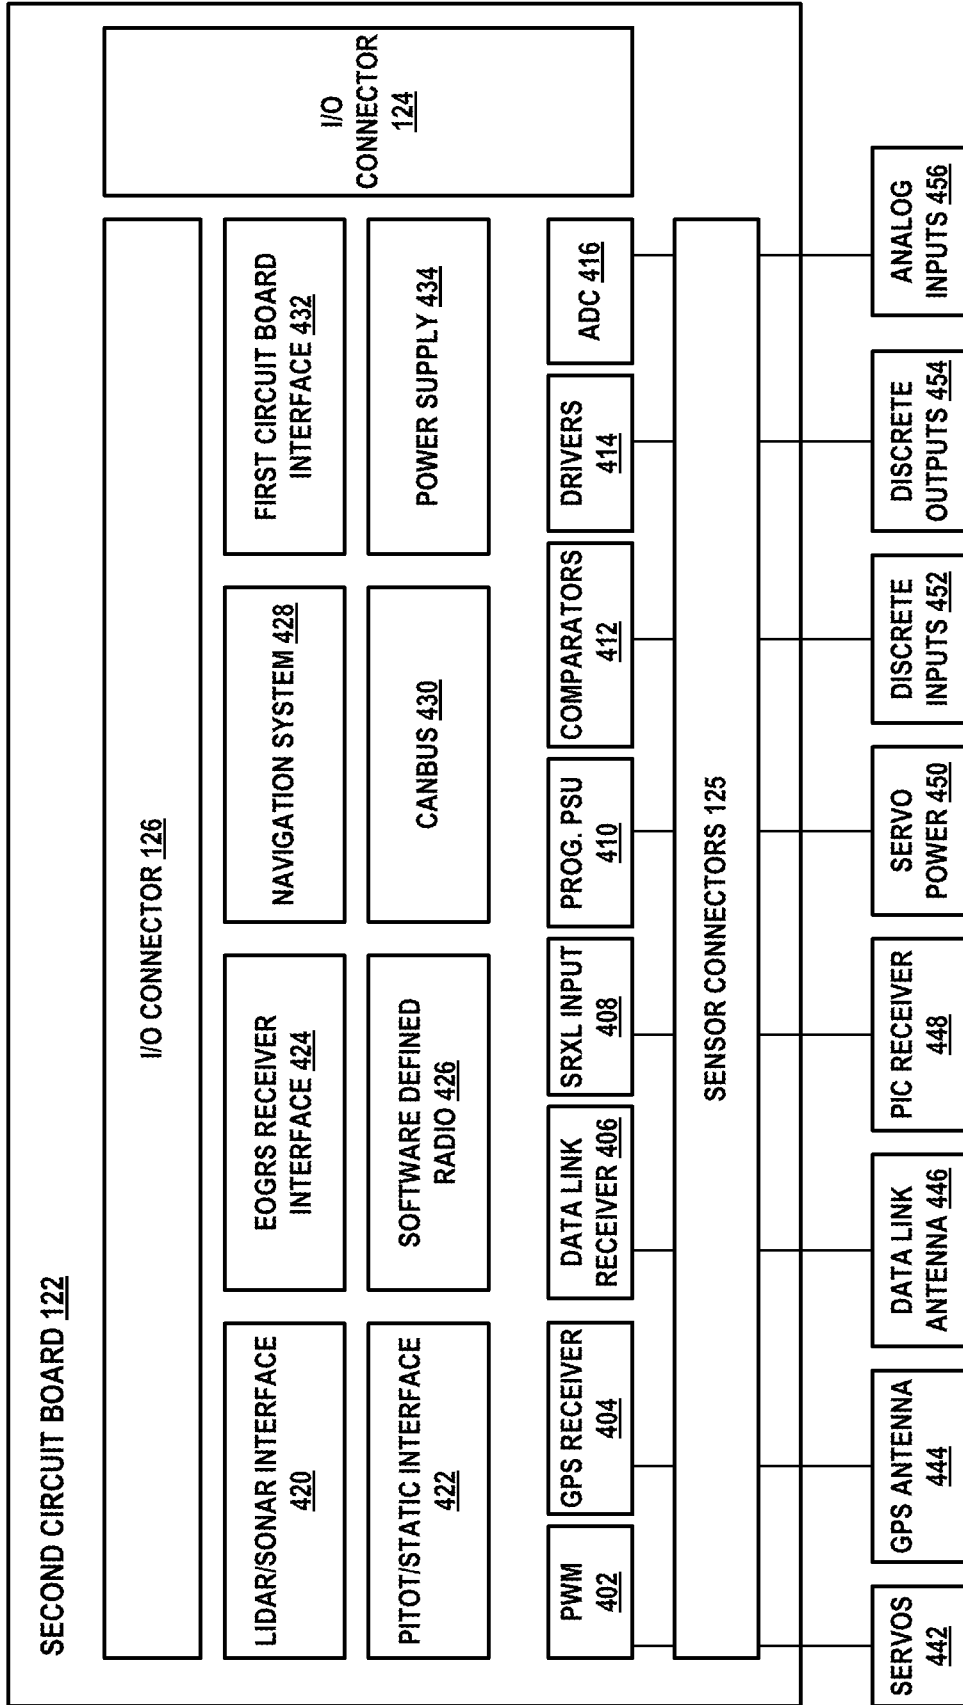 SECOND CIRCUIT BOARD 122
I/O CONNECTOR 126
I/O
CONNECTOR
124
LIDAR/SONAR INTERFACE
420
EOGRS RECEIVER
INTERFACE 424
NAVIGATION SYSTEM 428
FIRST CIRCUIT BOARD
INTERFACE 432
PITOT/STATIC INTERFACE
422
SOFTWARE DEFINED
RADIO 426
CANBUS 430
POWER SUPPLY 434
PWM
402
GPS RECEIVER
404
DATA LINK
RECEIVER 406
SRXL INPUT
408
PROG. PSU
410
COMPARATORS
412
DRIVERS
414
ADC 416
SENSOR CONNECTORS 125
SERVOS
442
GPS ANTENNA
444
DATA LINK
ANTENNA 446
PIC RECEIVER
448
SERVO
POWER 450
DISCRETE
INPUTS 452
DISCRETE
OUTPUTS 454
ANALOG
INPUTS 456